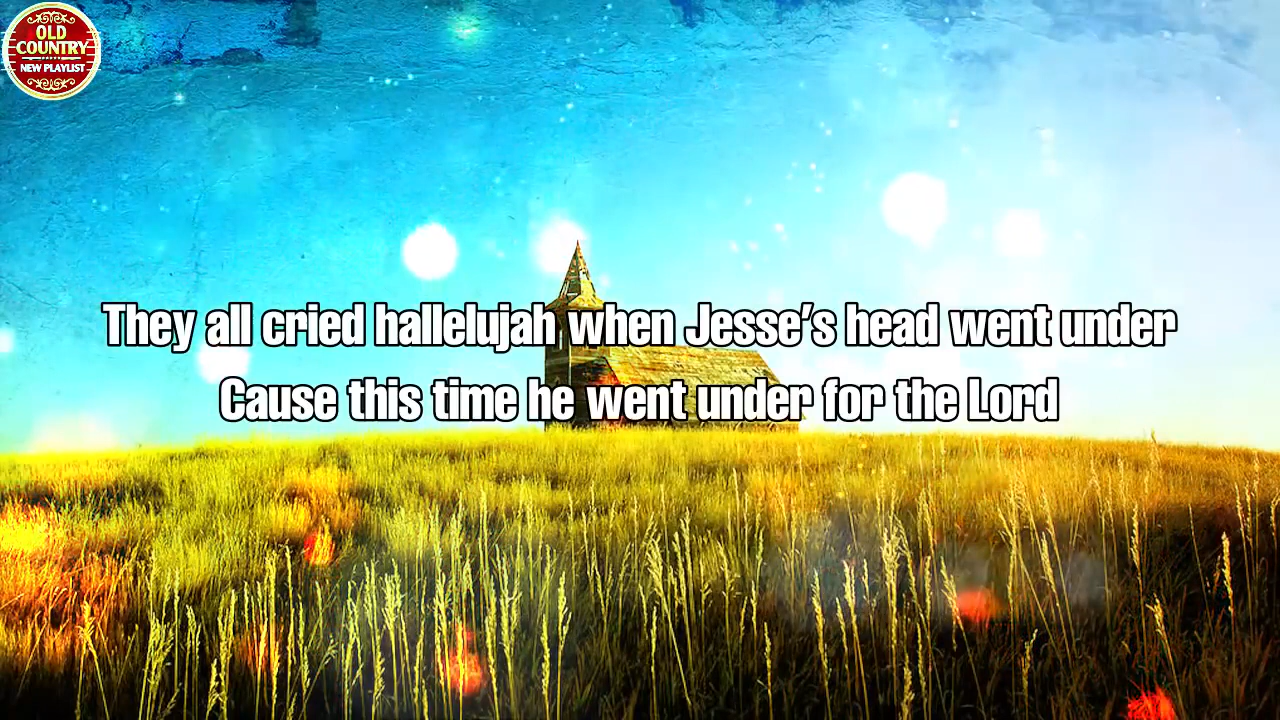 OLD
COUNTRY
NEW PLAYLIST
They all cried hallelujah when Jesse's head went under
Cause this time he went under for the Lord